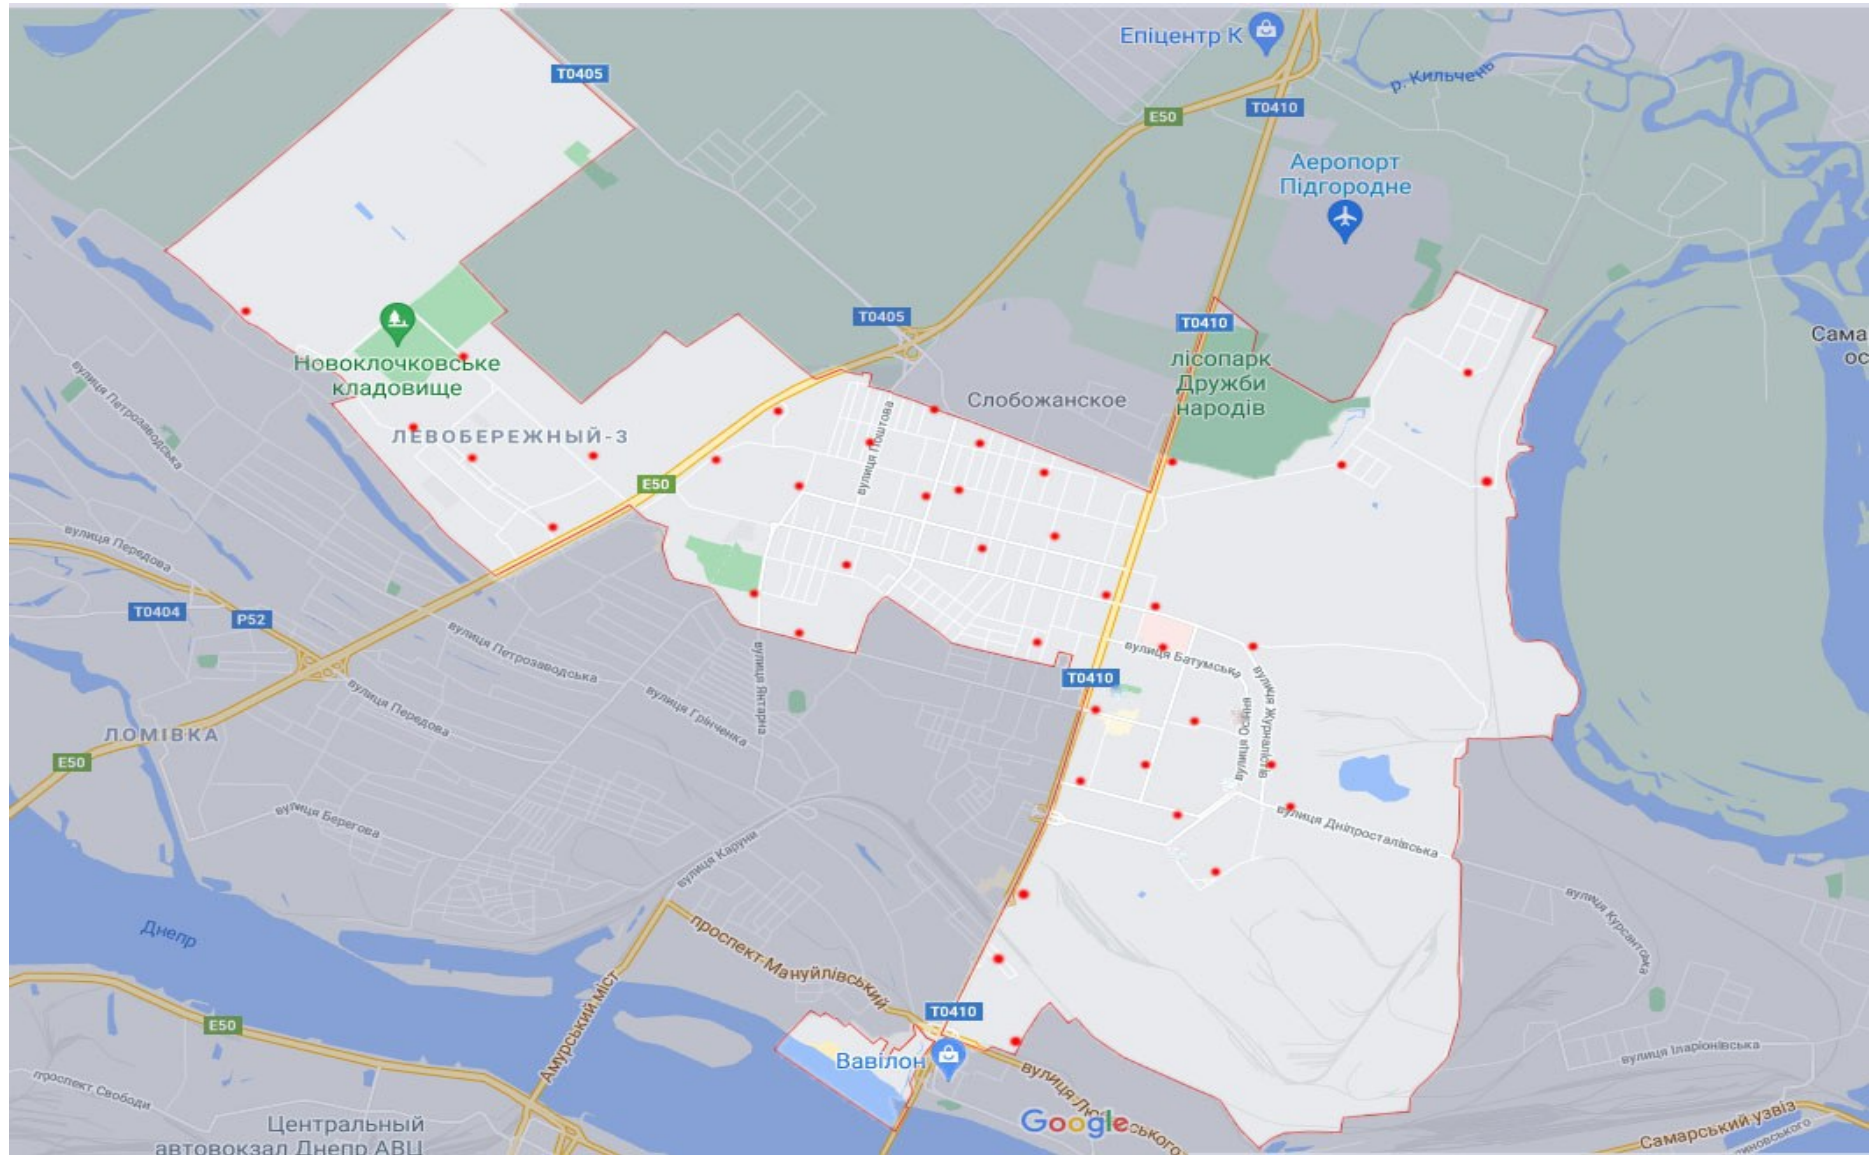 Епіцентр К
T0405
р. Кильчень
T0410
E50
Аеропорт
Підгородне
T0405
T0410
Сама
ос
Новоклочковське
кладовище
лісопарк
Дружби
народів
Слобожанское
вулиця Петрозаводська
ЛЕВОБЕРЕЖНЫЙ-3
вулиця Поштова
E50
вулиця Передова
T0404
P52
вулиця Петрозаводська
вулиця Батумська
вулиця Янтарна
T0410
вулиця Журналістів
вулиця Осіння
вулиця Грінченка
вулиця Передова
ЛОМІВКА
E50
вулиця Берегова
вулиця Дніпросталівська
вулиця Каруни
вулиця Курсантська
Днепр
проспект Мануйлівський
Амурський міст
E50
T0410
Вавілон
вулиця Іларіонівська
проспект Свободи
Google
ського
Центральный
автовокзал Днепр АВЦ
Самарський узвіз